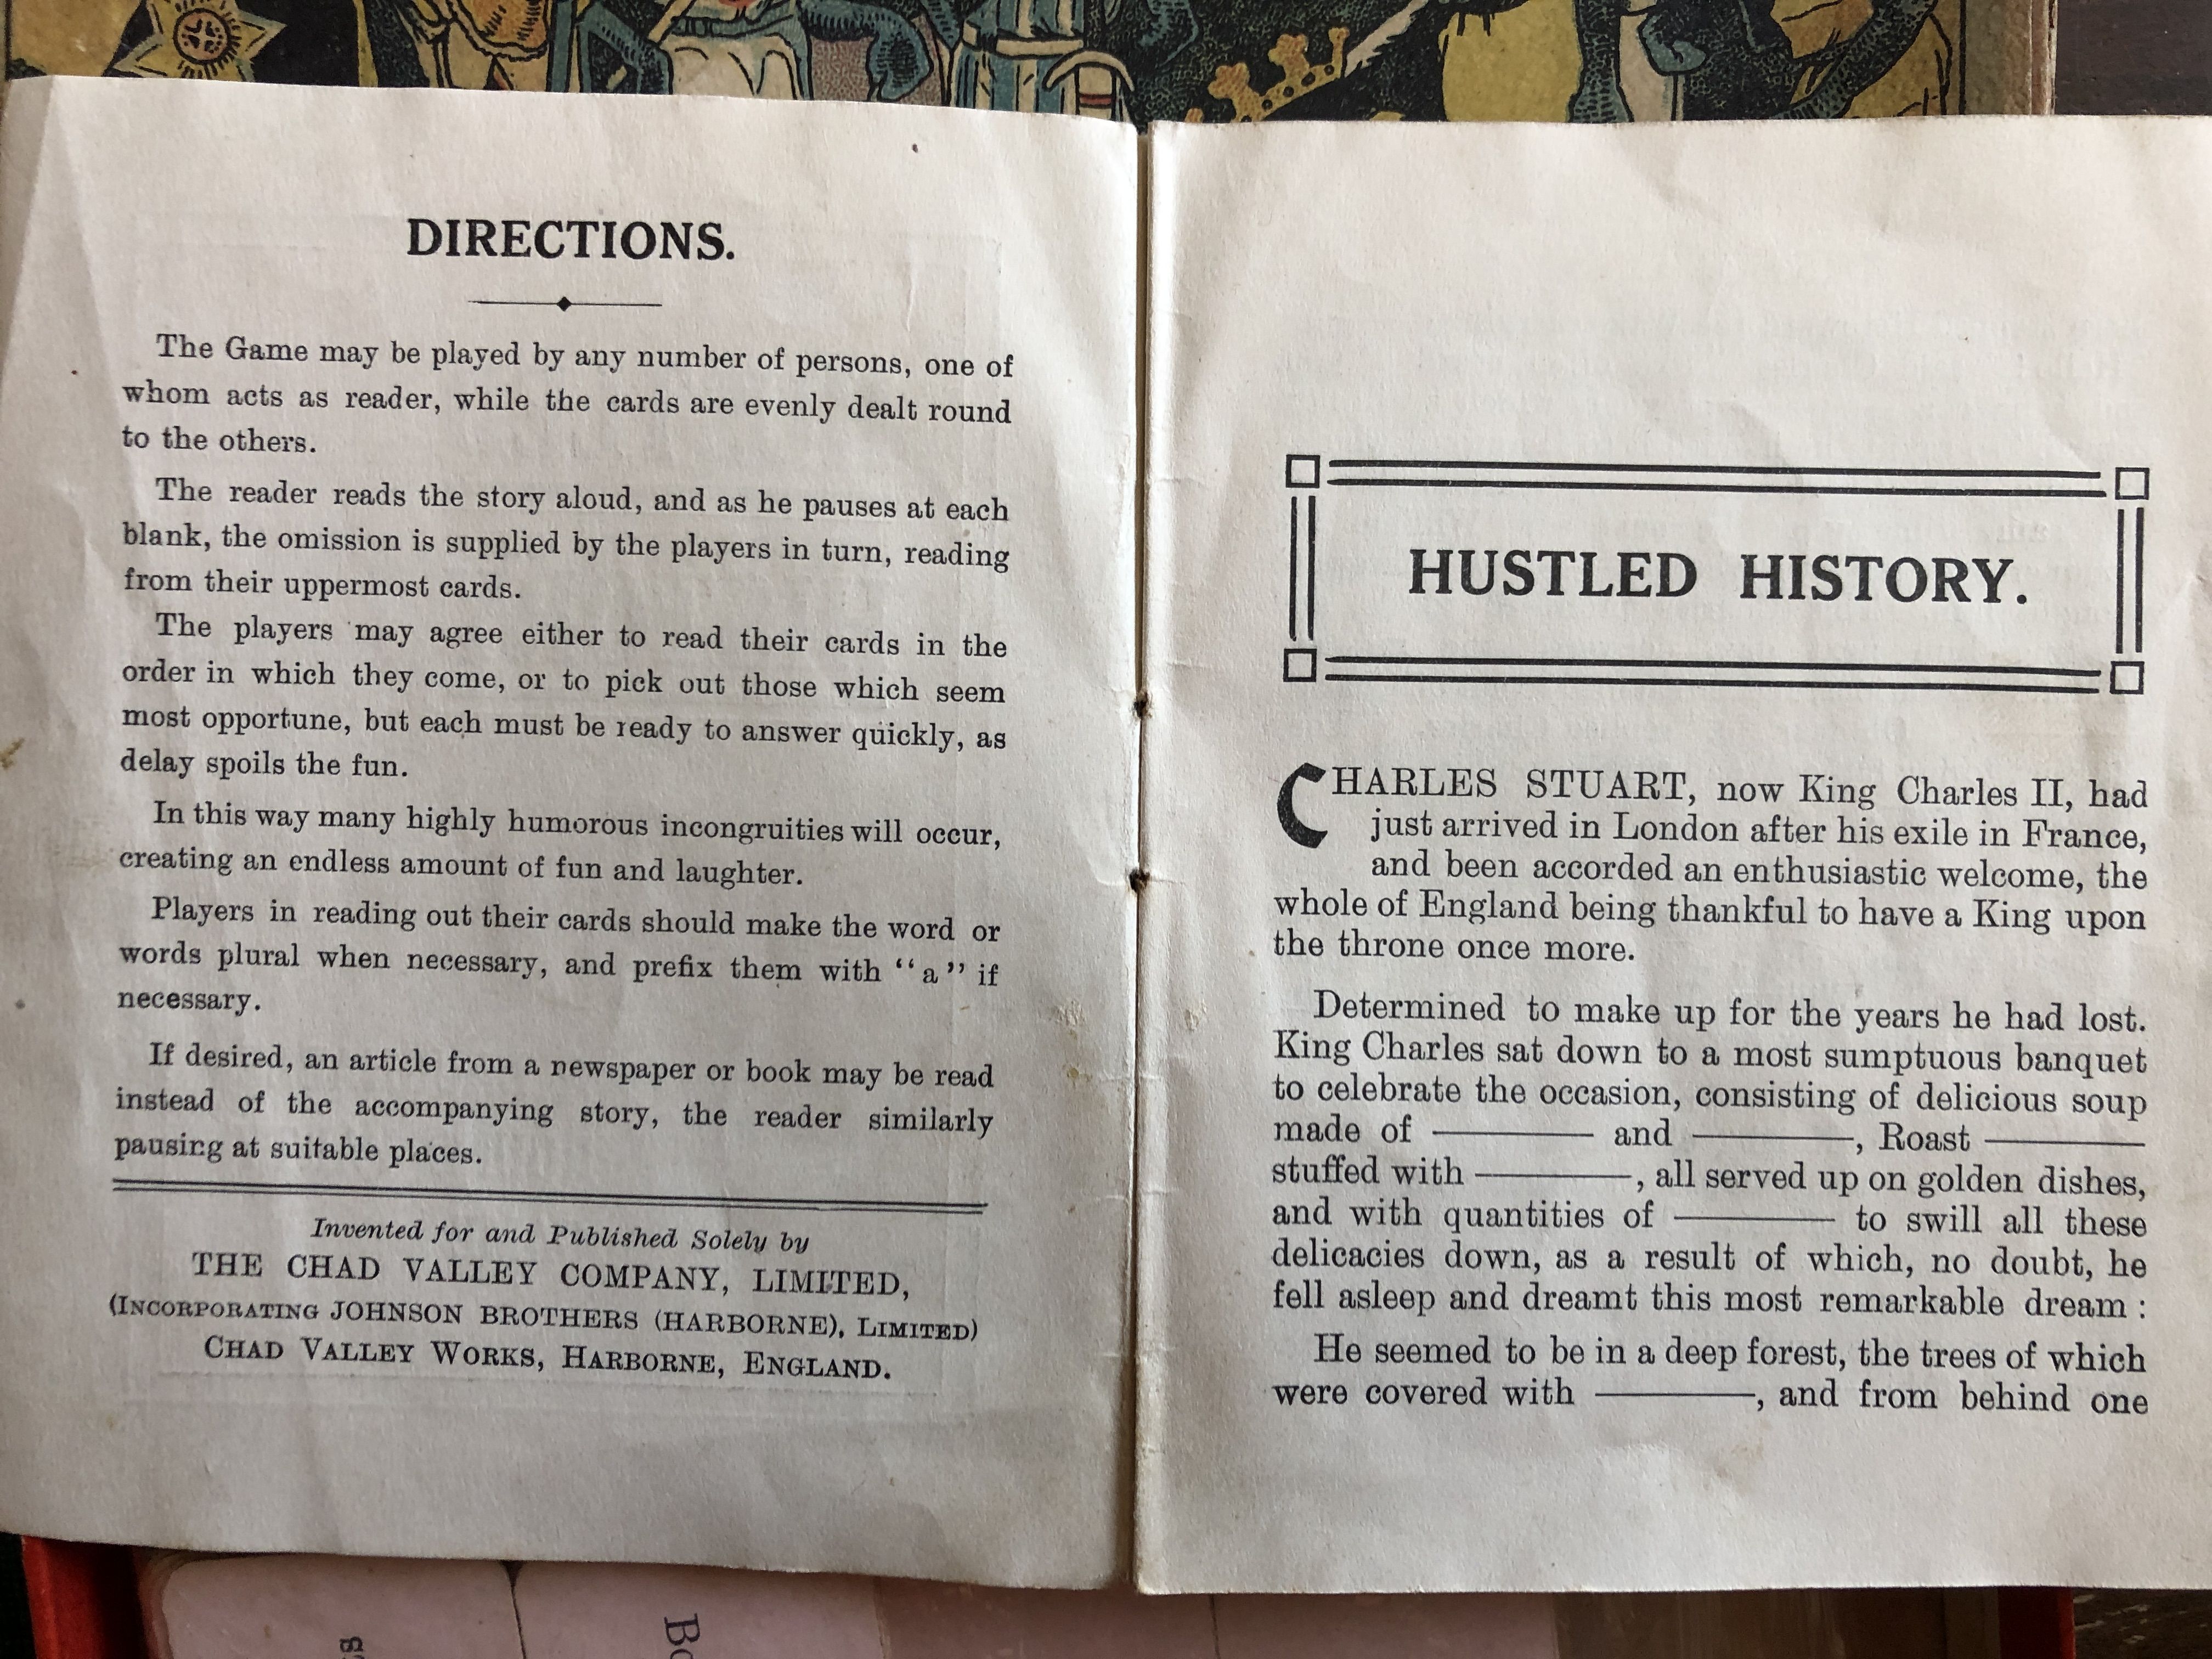 DIRECTIONS.
The Game may be played by any number of persons, one of
whom acts as reader, while the cards are evenly dealt round
to the others.
The reader reads the story aloud, and as he pauses at each
blank, the omission is supplied by the players in turn, reading
from their uppermost cards.
The players may agree either to read their cards in the
order in which they come, or to pick out those which seem
most opportune, but each must be ready to answer quickly, as
delay spoils the fun.
In this way many highly humorous incongruities will occur,
creating an endless amount of fun and laughter.
Players in reading out their cards should make the word or
words plural when necessary, and prefix them with "a" if
necessary.
If desired, an article from a newspaper or book may be read
instead of the accompanying story, the reader similarly
pausing at suitable places.
Invented for and Published Solely by
THE CHAD VALLEY COMPANY, LIMITED,
(INCORPORATING JOHNSON BROTHERS (HARBORNE), LIMITED)
CHAD VALLEY WORKS, HARBORNE, ENGLAND.
HUSTLED HISTORY.
CHARLES STUART, now King Charles II, had
just arrived in London after his exile in France,
and been accorded an enthusiastic welcome, the
whole of England being thankful to have a King upon
the throne once more.
Determined to make up for the years he had lost.
King Charles sat down to a most sumptuous banquet
to celebrate the occasion, consisting of delicious soup
made of ——— and ———, Roast ———
stuffed with ———, all served up on golden dishes,
and with quantities of ——— to swill all these
delicacies down, as a result of which, no doubt, he
fell asleep and dreamt this most remarkable dream :
He seemed to be in a deep forest, the trees of which
were covered with ———, and from behind one